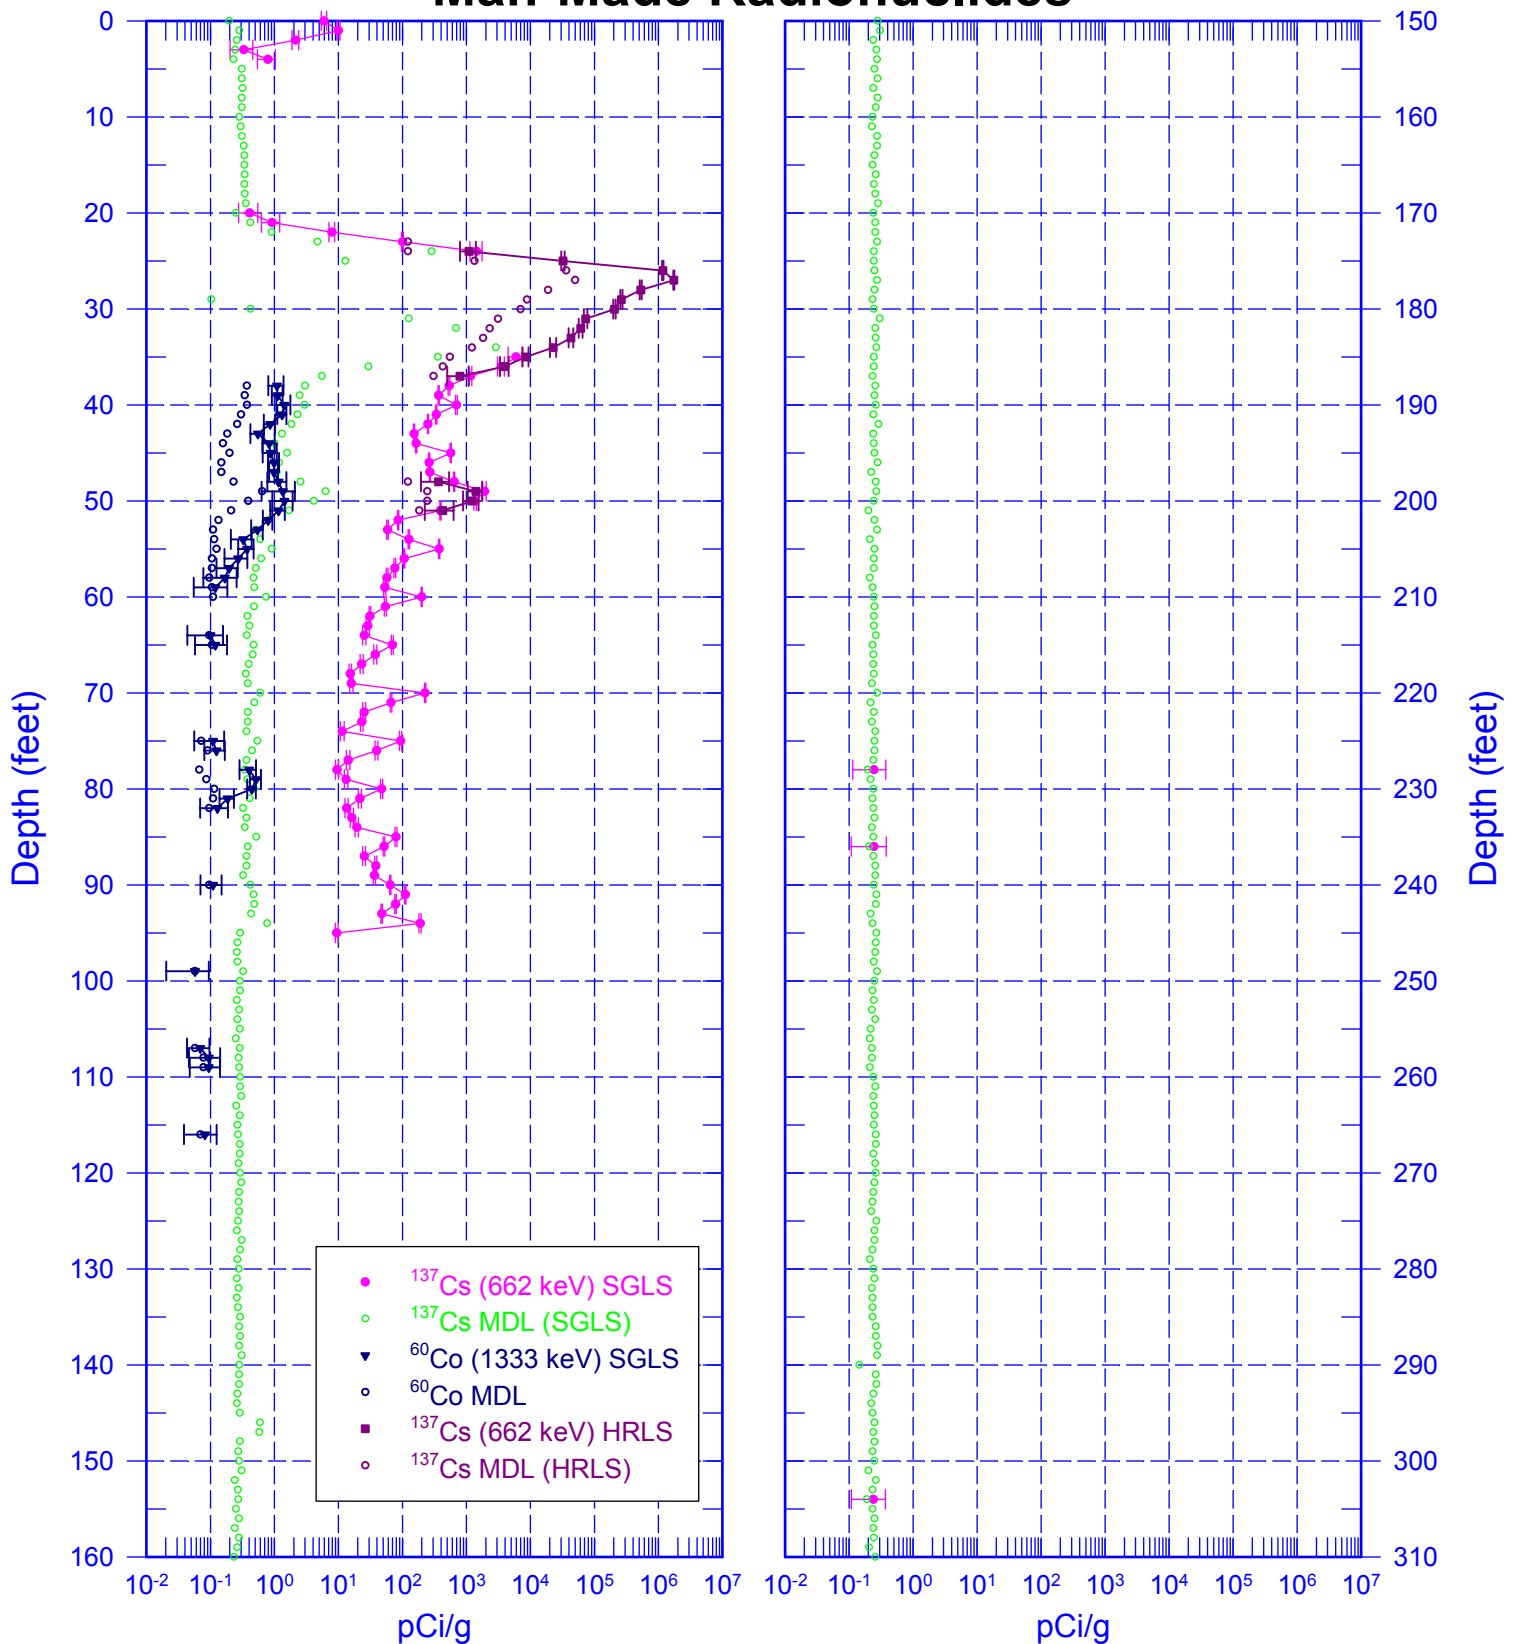 Man-Made Radionuclides
0
10
20
30
40
50
60
70
80
90
100
110
120
130
140
150
160
Depth (feet)
10-2 10-1 100 101 102 103 104 105 106 107
pCi/g
137Cs (662 keV) SGLS
137Cs MDL (SGLS)
60Co (1333 keV) SGLS
60Co MDL
137Cs (662 keV) HRLS
137Cs MDL (HRLS)
150
160
170
180
190
200
210
220
230
240
250
260
270
280
290
300
310
Depth (feet)
10-2 10-1 100 101 102 103 104 105 106 107
pCi/g